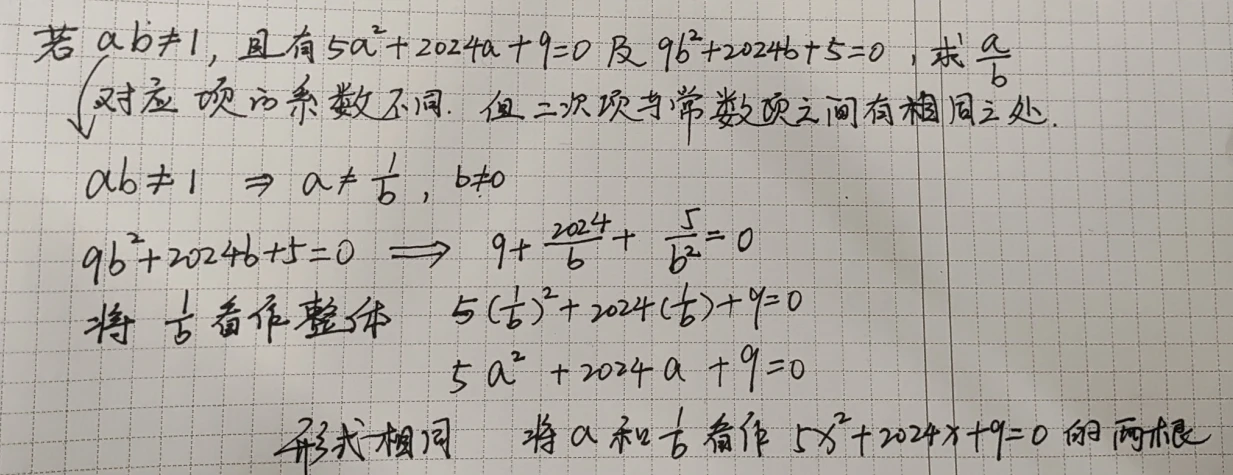 若 ab≠1, 且有 5a²+2024a+9=0 及 9b²+2024b+5=0, 求 a/b
对应项的系数不同. 但二次项与常数项之间有相同之处.
ab≠1 ⇒ a≠1/b, b≠0
9b²+2024b+5=0 ⟹ 9+2024/b+5/b²=0
将 1/b 看作整体 5(1/b)²+2024(1/b)+9=0
5a²+2024a+9=0
形式相同 将 a 和 1/b 看作 5x²+2024x+9=0 的两根